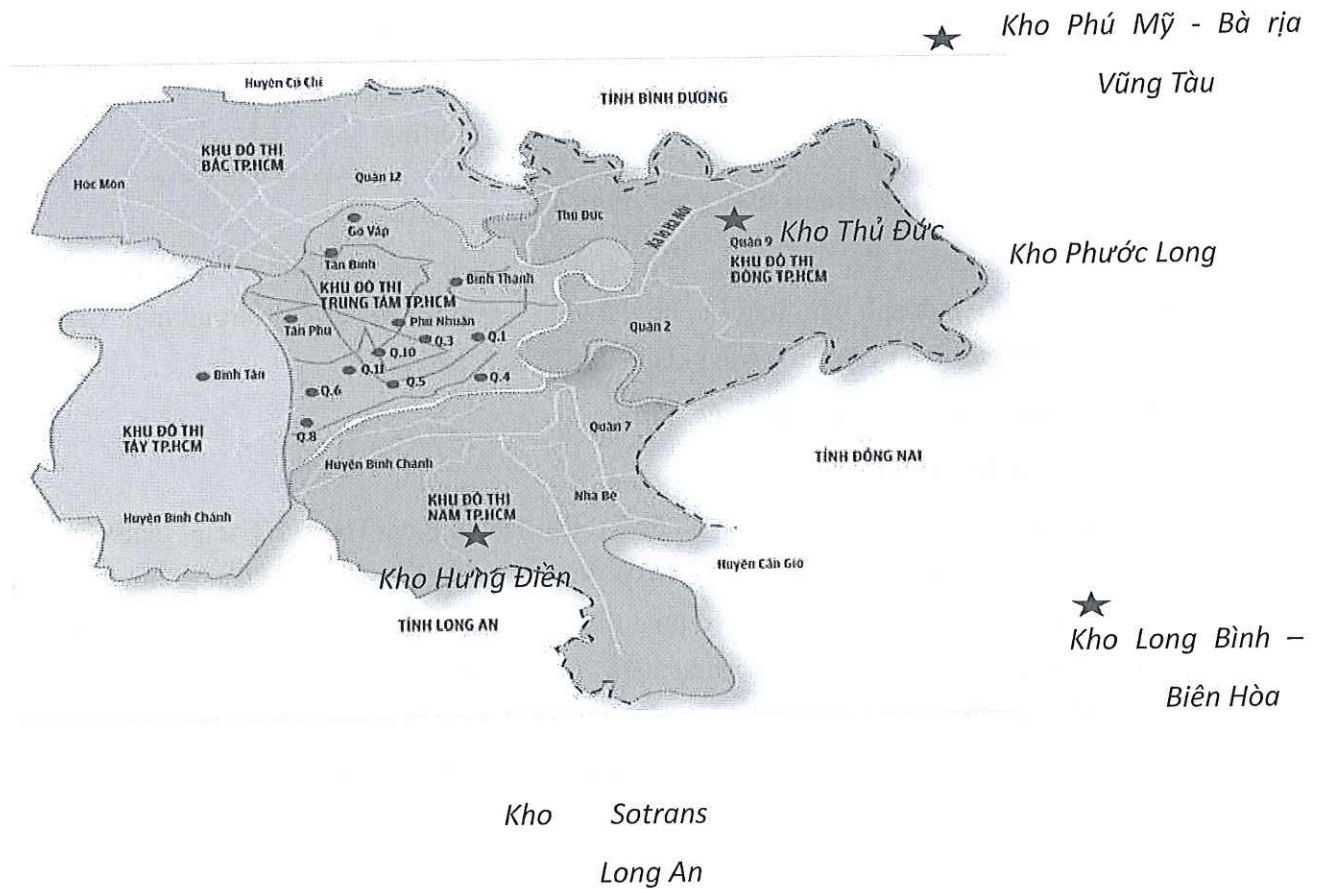 Kho Phú Mỹ - Bà rịa
Vũng Tàu
Huyện Củ Chi
TỈNH BÌNH DƯƠNG
KHU ĐÔ THỊ
BẮC TP.HCM
Hóc Môn
Quận 12
Thủ Đức
Xa lộ Hà Nội
Gò Vấp
Quận 9
Kho Thủ Đức
KHU ĐÔ THỊ
ĐÔNG TP.HCM
Kho Phước Long
Tân Bình
Bình Thạnh
KHU ĐÔ THỊ
TRUNG TÂM TP.HCM
Tân Phú
Phú Nhuận
Quận 2
Q.3
Q.1
Q.10
Q.11
Q.5
Q.4
Q.6
Bình Tân
Q.8
KHU ĐÔ THỊ
TÂY TP.HCM
Quận 7
TỈNH ĐỒNG NAI
Huyện Bình Chánh
KHU ĐÔ THỊ
NAM TP.HCM
Nhà Bè
Huyện Bình Chánh
Huyện Cần Giờ
Kho Hưng Điền
TỈNH LONG AN
Kho Long Bình –
Biên Hòa
Kho Sotrans
Long An